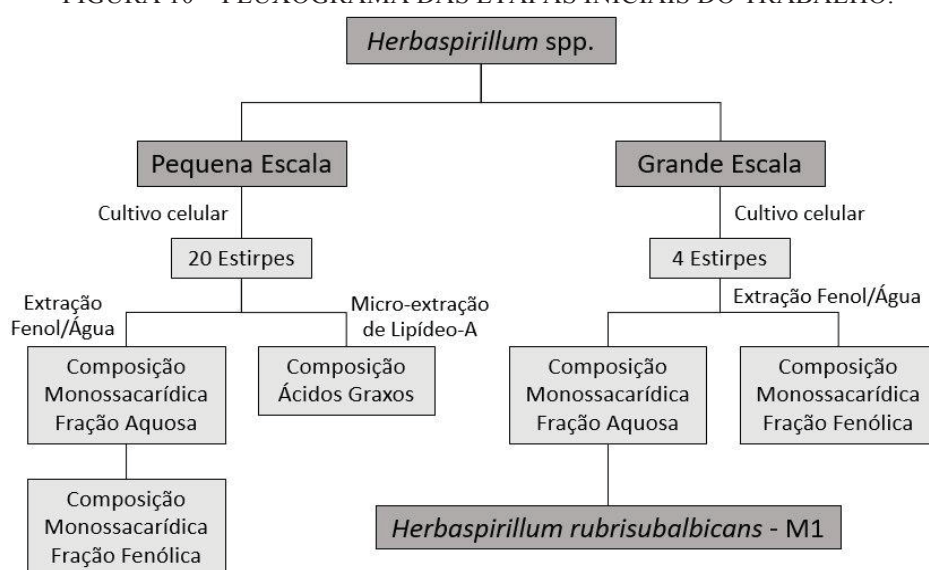 FIGURA 10 – FLUXOGRAMA DAS ETAPAS INICIAIS DO TRABALHO.
Herbaspirillum spp.
Pequena Escala
Grande Escala
Cultivo celular
Cultivo celular
20 Estirpes
4 Estirpes
Extração
Fenol/Água
Micro-extração
de Lipídeo-A
Extração Fenol/Água
Composição
Monossacarídica
Fração Aquosa
Composição
Ácidos Graxos
Composição
Monossacarídica
Fração Aquosa
Composição
Monossacarídica
Fração Fenólica
Composição
Monossacarídica
Fração Fenólica
Herbaspirillum rubrisubalbicans - M1